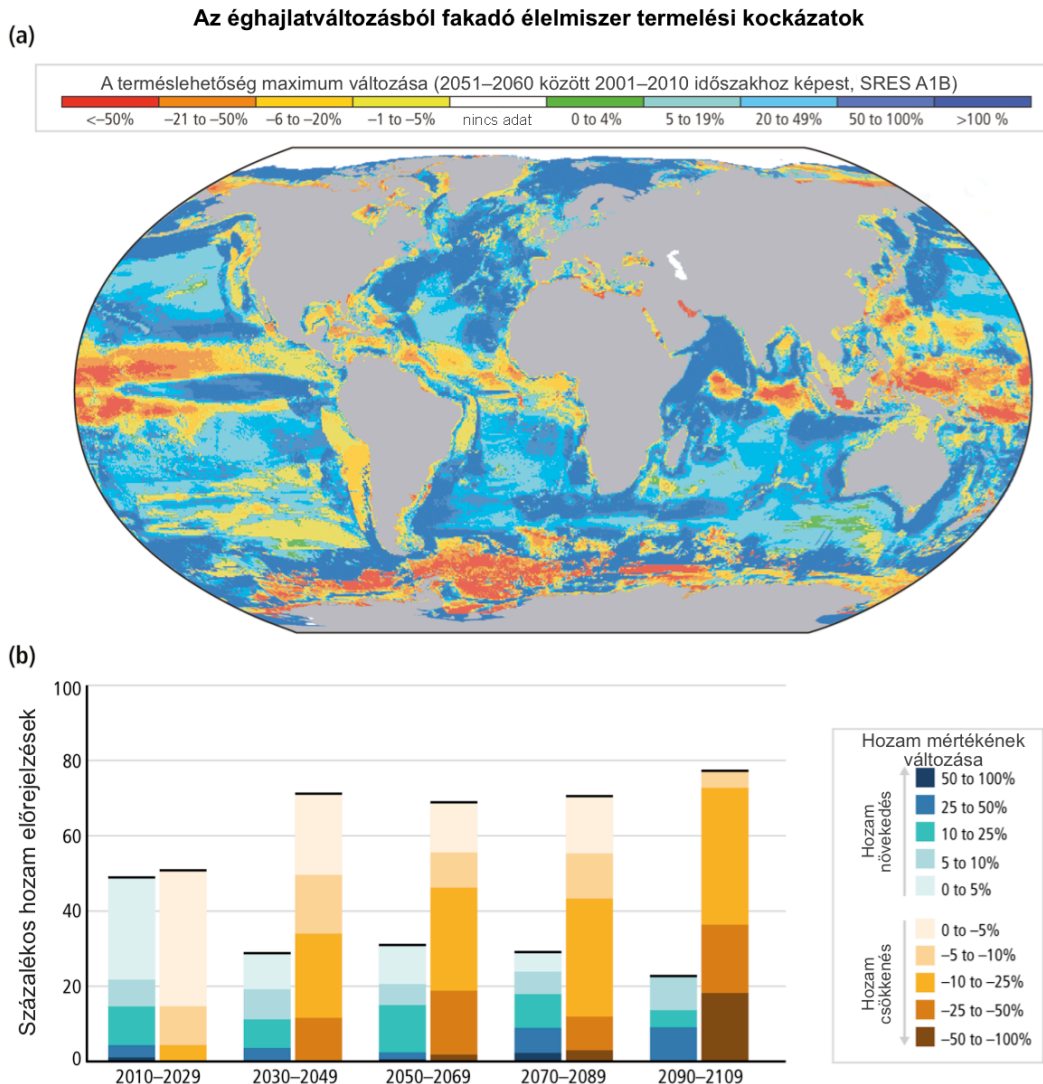 Az éghajlatváltozásból fakadó élelmiszer termelési kockázatok
(a)
A terméslehetőség maximum változása (2051–2060 között 2001–2010 időszakhoz képest, SRES A1B)
<–50% –21 to –50% –6 to –20% –1 to –5% nincs adat 0 to 4% 5 to 19% 20 to 49% 50 to 100% >100 %
(b)
Százalékos hozam előrejelzések
100
80
60
40
20
0
2010–2029 2030–2049 2050–2069 2070–2089 2090–2109
Hozam mértékének
változása
Hozam
növekedés
50 to 100%
25 to 50%
10 to 25%
5 to 10%
0 to 5%
Hozam
csökkenés
0 to –5%
–5 to –10%
–10 to –25%
–25 to –50%
–50 to –100%